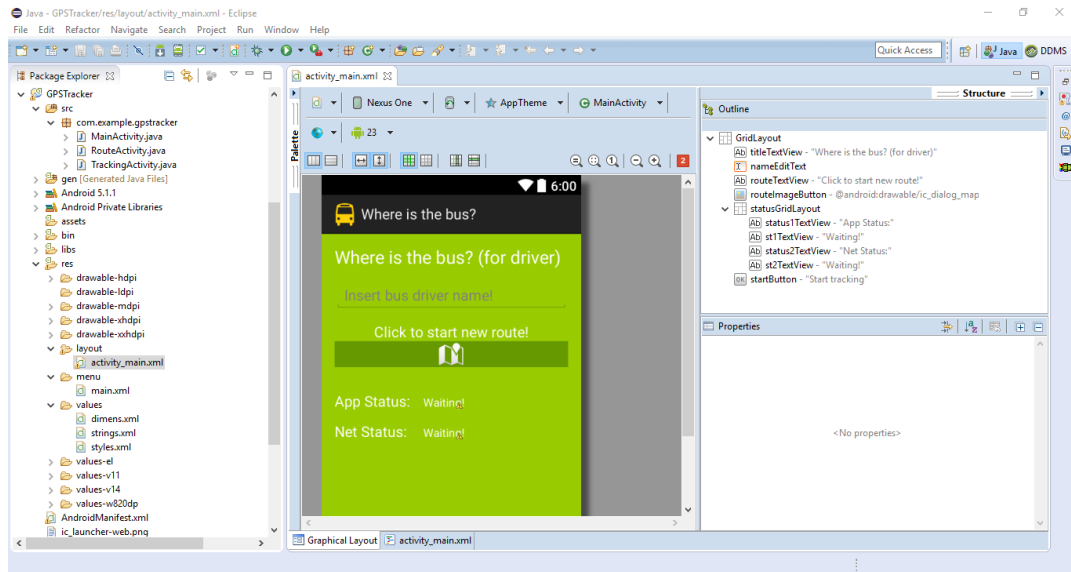 Java - GPSTracker/res/layout/activity_main.xml - Eclipse
File Edit Refactor Navigate Search Project Run Window Help
Quick Access
Java
DDMS
Package Explorer
GPSTracker
src
com.example.gpstracker
MainActivity.java
RouteActivity.java
TrackingActivity.java
gen [Generated Java Files]
Android 5.1.1
Android Private Libraries
assets
bin
libs
res
drawable-hdpi
drawable-ldpi
drawable-mdpi
drawable-xhdpi
drawable-xxhdpi
layout
activity_main.xml
menu
main.xml
values
dimens.xml
strings.xml
styles.xml
values-el
values-v11
values-v14
values-w820dp
AndroidManifest.xml
ic_launcher-web.png
activity_main.xml
Palette
Nexus One
AppTheme
MainActivity
23
2
6:00
Where is the bus?
Where is the bus? (for driver)
Insert bus driver name!
Click to start new route!
App Status: Waiting!
Net Status: Waiting!
Graphical Layout
activity_main.xml
Structure
Outline
GridLayout
Ab titleTextView - "Where is the bus? (for driver)"
nameEditText
Ab routeTextView - "Click to start new route!"
routeImageButton - @android:drawable/ic_dialog_map
statusGridLayout
Ab status1TextView - "App Status:"
Ab st1TextView - "Waiting!"
Ab status2TextView - "Net Status:"
Ab st2TextView - "Waiting!"
OK startButton - "Start tracking"
Properties
<No properties>